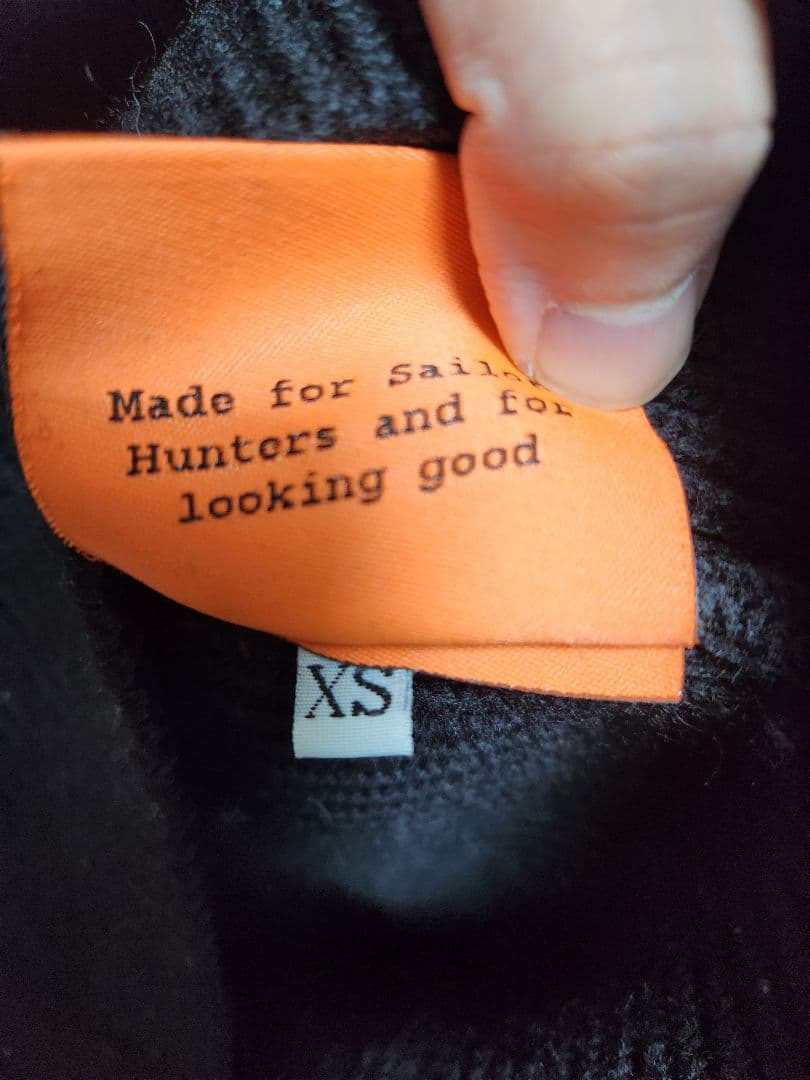 Made for
Hunters and for
looking good
XS